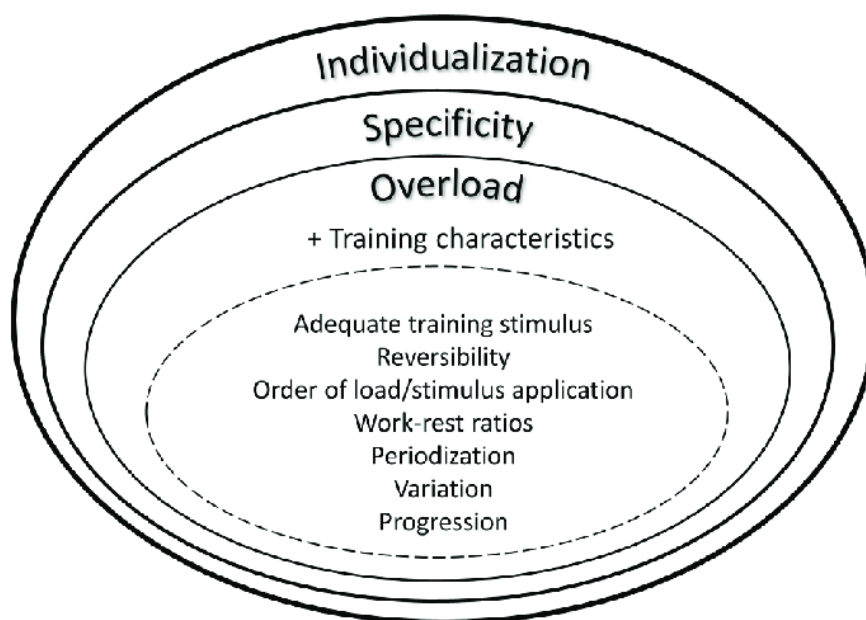 Individualization
Specificity
Overload
+ Training characteristics
Adequate training stimulus
Reversibility
Order of load/stimulus application
Work-rest ratios
Periodization
Variation
Progression